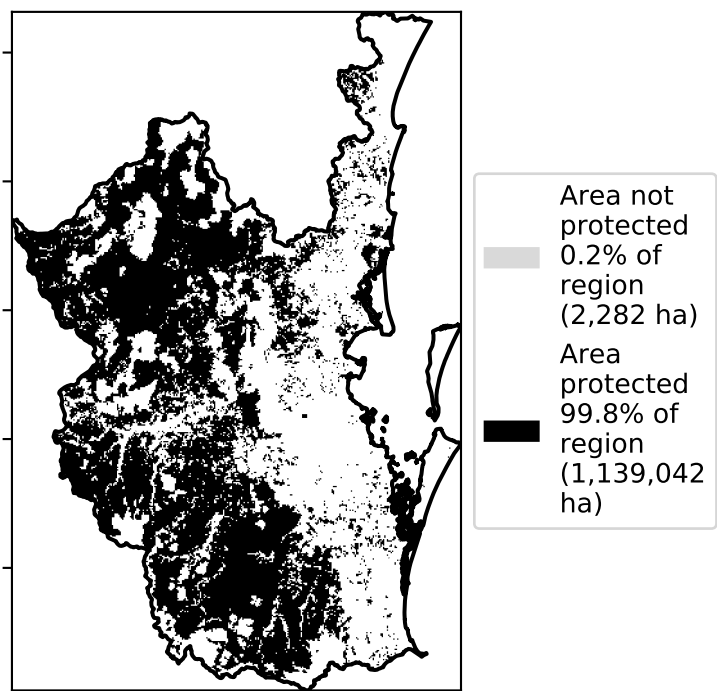 Area not
protected
0.2% of
region
(2,282 ha)
Area
protected
99.8% of
region
(1,139,042
ha)